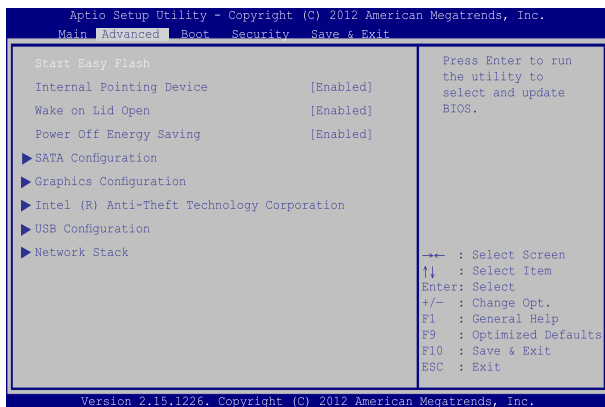 Aptio Setup Utility - Copyright (C) 2012 American Megatrends, Inc.
Main Advanced Boot Security Save & Exit
Start Easy Flash
Internal Pointing Device [Enabled]
Wake on Lid Open [Enabled]
Power Off Energy Saving [Enabled]
▶ SATA Configuration
▶ Graphics Configuration
▶ Intel (R) Anti-Theft Technology Corporation
▶ USB Configuration
▶ Network Stack
Press Enter to run
the utility to
select and update
BIOS.
→← : Select Screen
↑↓ : Select Item
Enter: Select
+/— : Change Opt.
F1 : General Help
F9 : Optimized Defaults
F10 : Save & Exit
ESC : Exit
Version 2.15.1226. Copyright (C) 2012 American Megatrends, Inc.